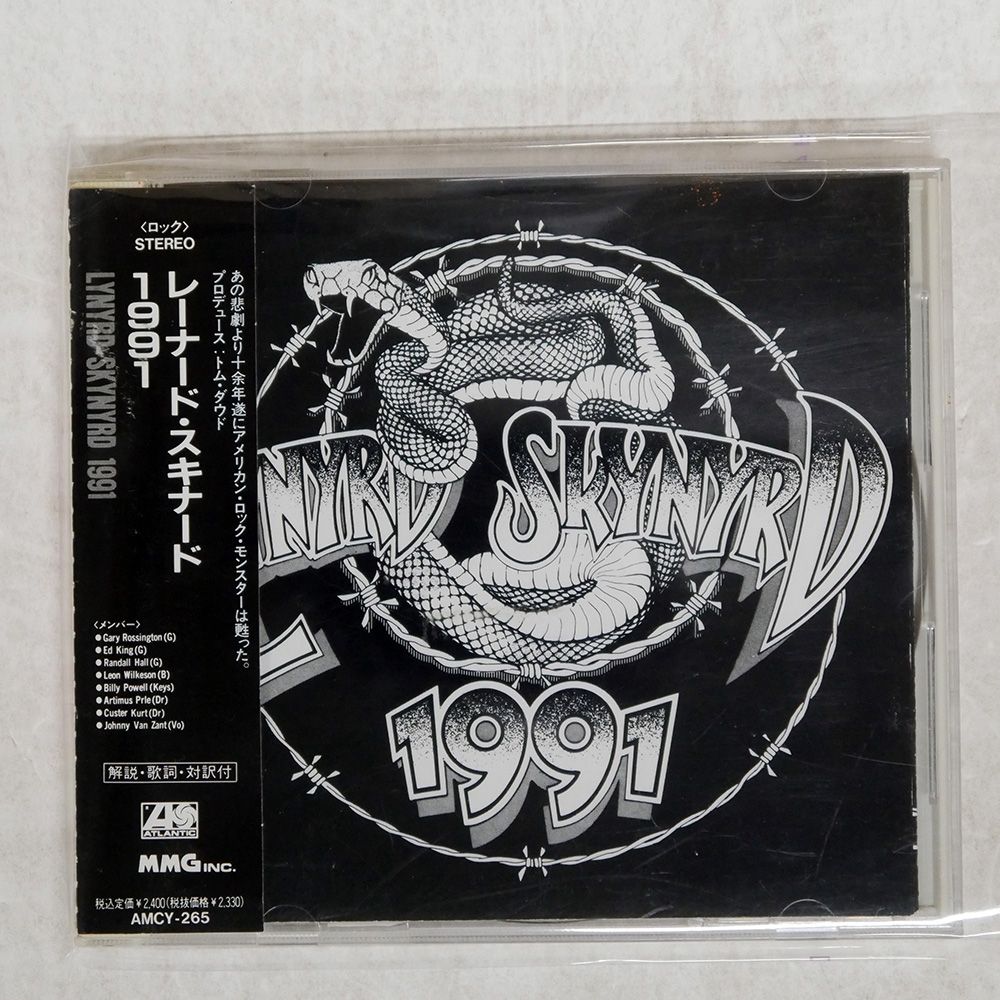 〈ロック〉
STEREO
レーナード・スキナード
1991
LYNYRD SKYNYRD 1991
あの悲劇より十余年遂にアメリカン・ロック・モンスターは甦った。
プロデュース:トム・ダウド
〈メンバー〉
●Gary Rossington(G)
●Ed King(G)
●Randall Hall(G)
●Leon Wilkeson(B)
●Billy Powell(Keys)
●Artimus Prle(Dr)
●Custer Kurt(Dr)
●Johnny Van Zant(Vo)
解説・歌詞・対訳付
ATLANTIC
MMG INC.
税込定価¥2,400(税抜価格¥2,330)
AMCY-265
NYRD SKYNYRD
1991